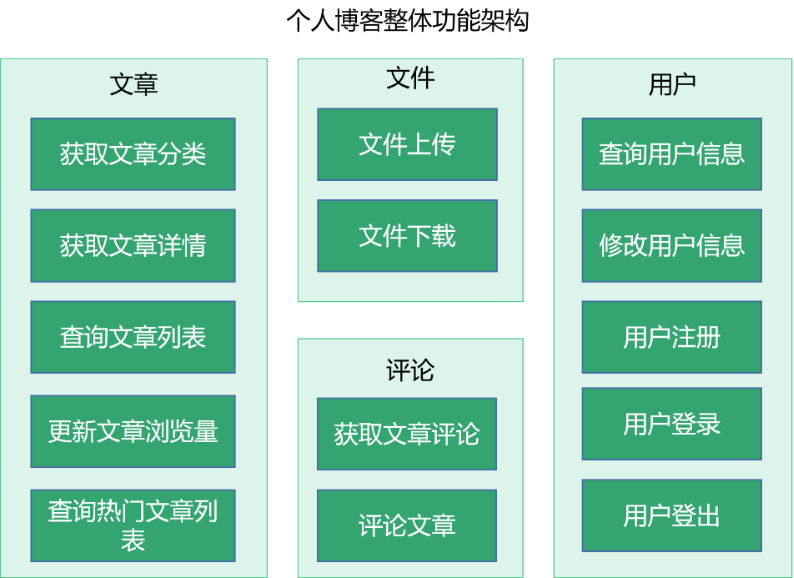 个人博客整体功能架构
文章
获取文章分类
获取文章详情
查询文章列表
更新文章浏览量
查询热门文章列
表
文件
文件上传
文件下载
评论
获取文章评论
评论文章
用户
查询用户信息
修改用户信息
用户注册
用户登录
用户登出